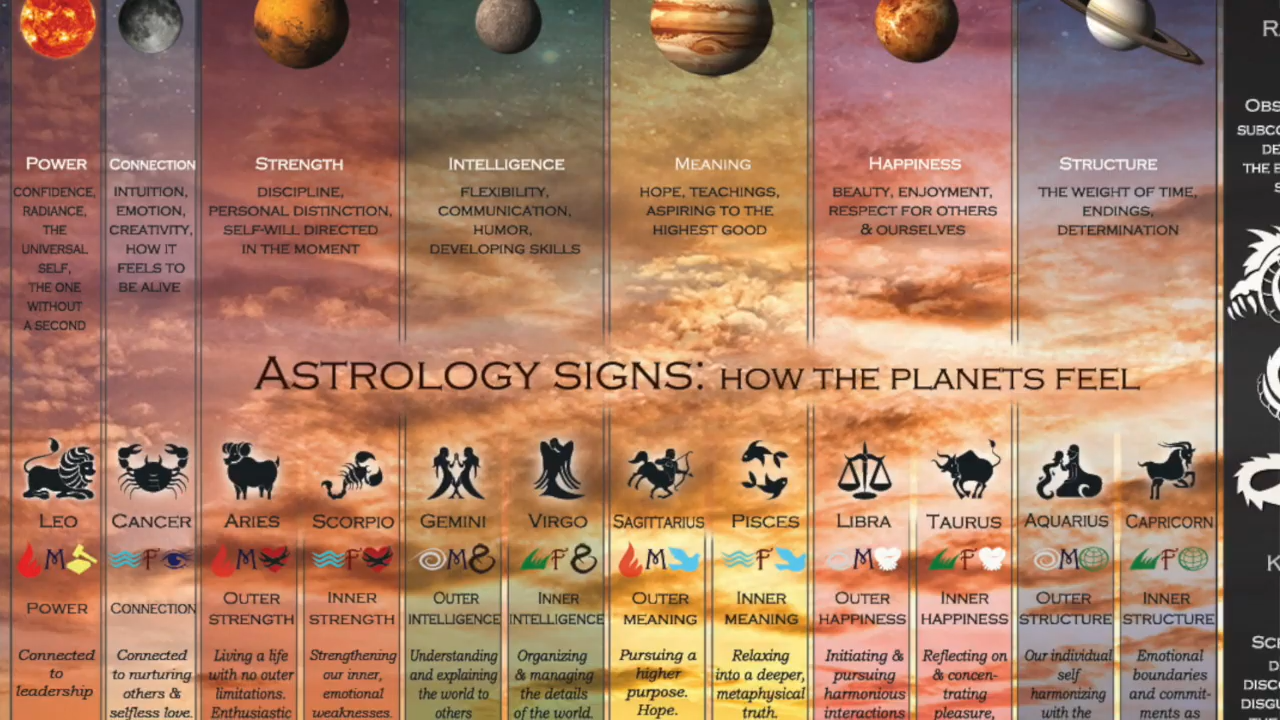 POWER
CONFIDENCE,
RADIANCE,
THE
UNIVERSAL
SELF,
THE ONE
WITHOUT
A SECOND
CONNECTION
INTUITION,
EMOTION,
CREATIVITY,
HOW IT
FEELS TO
BE ALIVE
STRENGTH
DISCIPLINE,
PERSONAL DISTINCTION,
SELF-WILL DIRECTED
IN THE MOMENT
INTELLIGENCE
FLEXIBILITY,
COMMUNICATION,
HUMOR,
DEVELOPING SKILLS
MEANING
HOPE, TEACHINGS,
ASPIRING TO THE
HIGHEST GOOD
HAPPINESS
BEAUTY, ENJOYMENT,
RESPECT FOR OTHERS
& OURSELVES
STRUCTURE
THE WEIGHT OF TIME,
ENDINGS,
DETERMINATION
ASTROLOGY SIGNS: HOW THE PLANETS FEEL
LEO
M
POWER
Connected
to
leadership
CANCER
F
CONNECTION
Connected
to nurturing
others &
selfless love.
ARIES
M
OUTER
STRENGTH
Living a life
with no outer
limitations.
Enthusiastic
SCORPIO
F
INNER
STRENGTH
Strengthening
our inner,
emotional
weaknesses.
GEMINI
M
OUTER
INTELLIGENCE
Understanding
and explaining
the world to
others
VIRGO
F
INNER
INTELLIGENCE
Organizing
& managing
the details
of the world.
SAGITTARIUS
M
OUTER
MEANING
Pursuing a
higher
purpose.
Hope.
PISCES
F
INNER
MEANING
Relaxing
into a deeper,
metaphysical
truth.
LIBRA
M
OUTER
HAPPINESS
Initiating &
pursuing
harmonious
interactions
TAURUS
F
INNER
HAPPINESS
Reflecting on
& concen-
trating
pleasure,
AQUARIUS
M
OUTER
STRUCTURE
Our individual
self
harmonizing
with the
CAPRICORN
F
INNER
STRUCTURE
Emotional
boundaries
and commit-
ments as